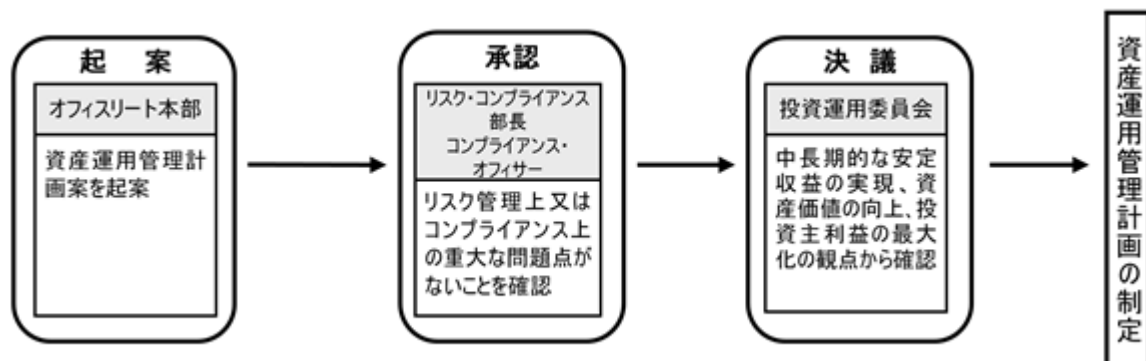 起　案
オフィスリート本部
資産運用管理計
画案を起案
承認
リスク・コンプライアンス
部長
コンプライアンス・
オフィサー
リスク管理上又は
コンプライアンス上
の重大な問題点が
ないことを確認
決 議
投資運用委員会
中長期的な安定
収益の実現、資
産価値の向上、投
資主利益の最大
化の観点から確認
資産運用管理計画の制定